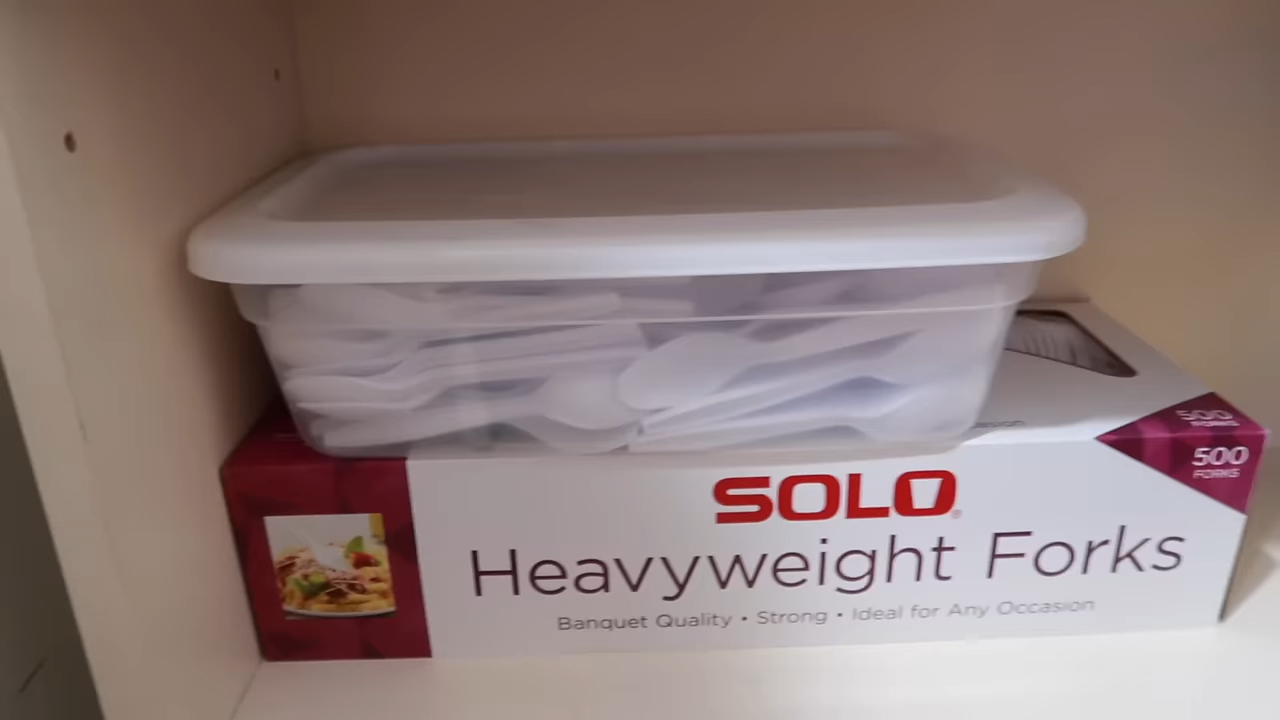 500
FORKS
500
FORKS
SOLO
Heavyweight Forks
Banquet Quality • Strong • Ideal for Any Occasion